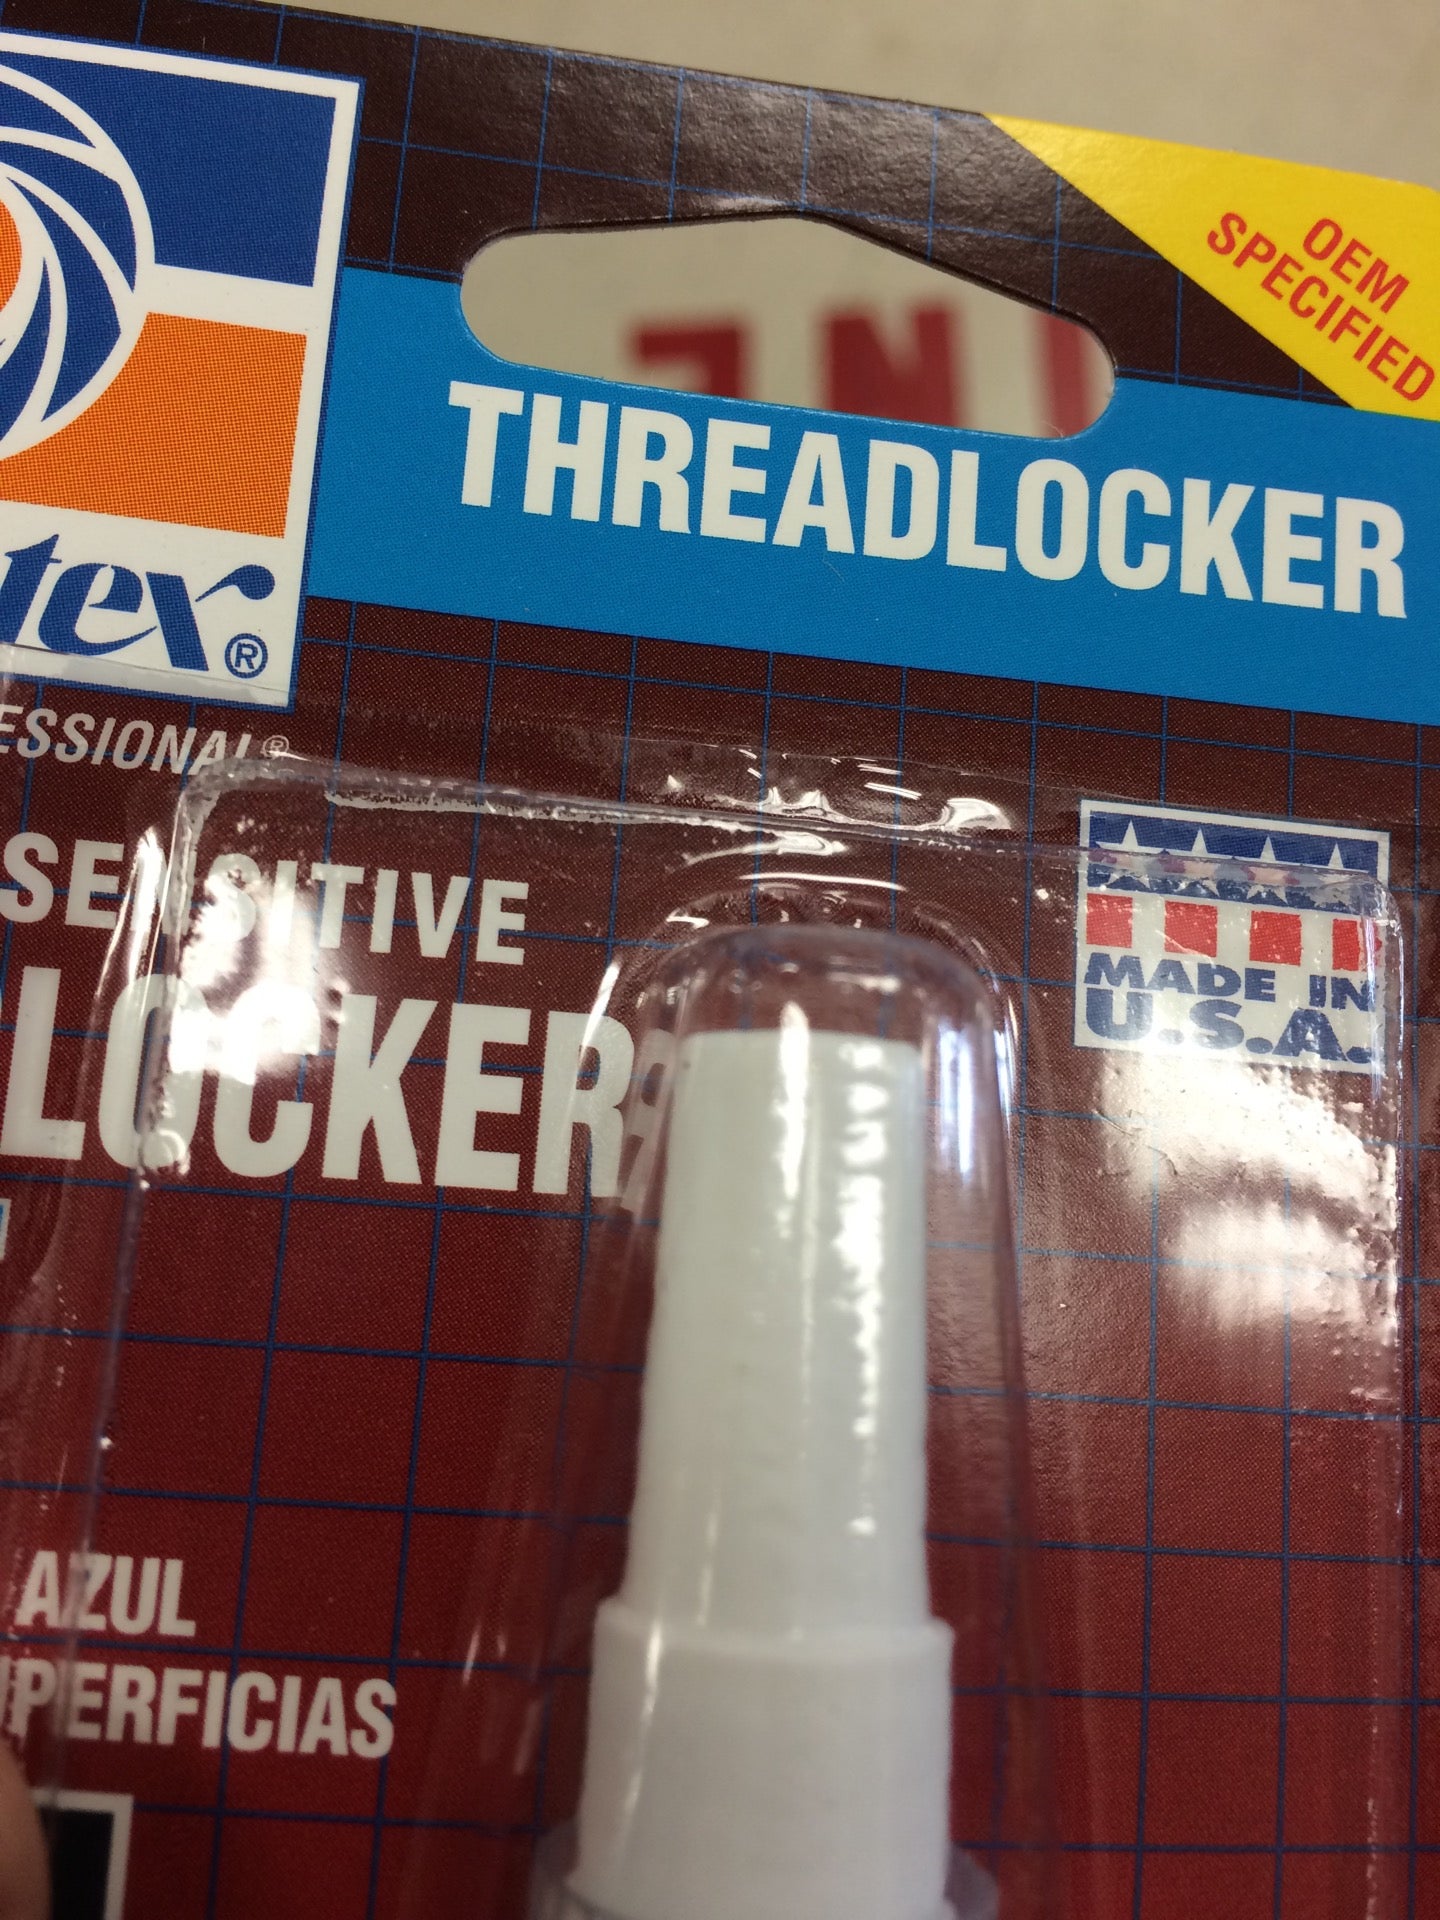 OEM
SPECIFIED
THREADLOCKER
tex®
ESSIONAL®
SENSITIVE
LOCKER
MADE IN
U.S.A.
AZUL
PERFICIAS